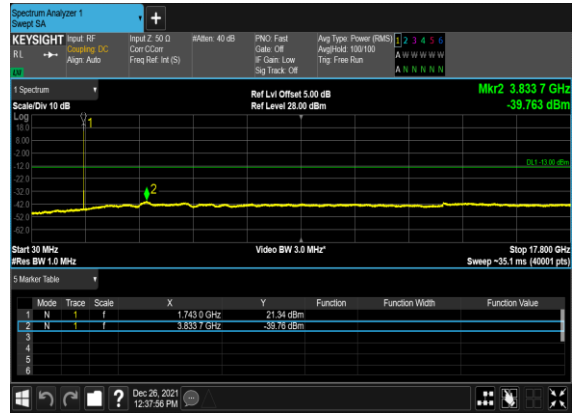 Spectrum Analyzer 1
Swept SA
KEYSIGHT
RL
Input: RF
Coupling: DC
Align: Auto
Input Z: 50 Ω
Corr CCorr
Freq Ref: Int (S)
#Atten: 40 dB
PNO: Fast
Gate: Off
IF Gain: Low
Sig Track: Off
Avg Type: Power (RMS)
Avg|Hold: 100/100
Trig: Free Run
1 2 3 4 5 6
A W W W W W
A N N N N N
1 Spectrum
Scale/Div 10 dB
Log
Ref Lvl Offset 5.00 dB
Ref Level 28.00 dBm
Mkr2 3.833 7 GHz
-39.763 dBm
18.0
8.00
-2.00
-12.0
-22.0
-32.0
-42.0
-52.0
-62.0
1
2
DL1 -13.00 dBm
Start 30 MHz
Video BW 3.0 MHz*
Stop 17.800 GHz
#Res BW 1.0 MHz
Sweep ~35.1 ms (40001 pts)
5 Marker Table
Mode Trace Scale X Y Function Function Width Function Value
1 N 1 f 1.743 0 GHz 21.34 dBm
2 N 1 f 3.833 7 GHz -39.76 dBm
3
4
5
6
?
Dec 26, 2021
12:37:56 PM